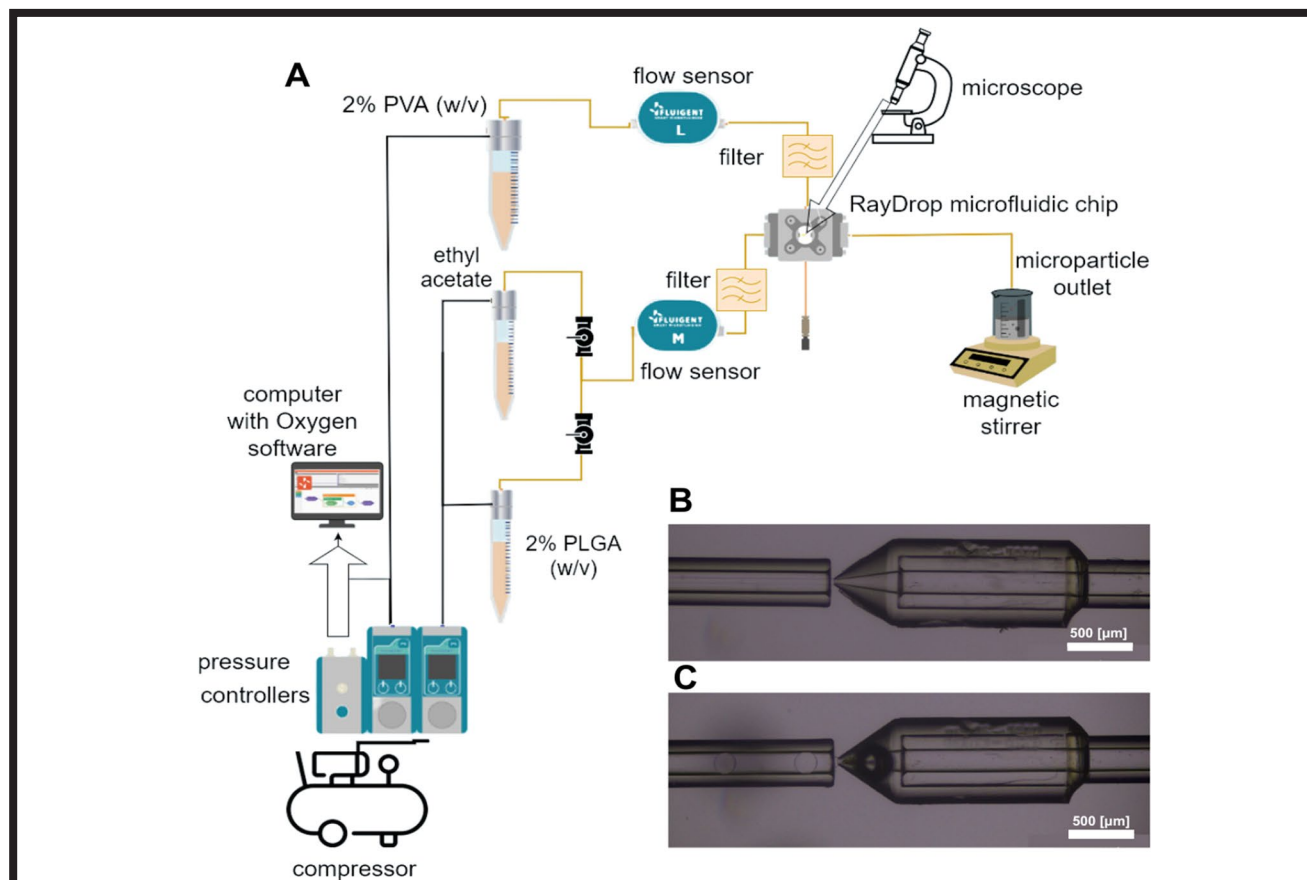 A
2% PVA (w/v)
flow sensor
FLUIGENT
L
filter
microscope
RayDrop microfluidic chip
ethyl
acetate
filter
FLUIGENT
M
flow sensor
microparticle
outlet
magnetic
stirrer
computer
with Oxygen
software
2% PLGA
(w/v)
pressure
controllers
compressor
B
500 [µm]
C
500 [µm]